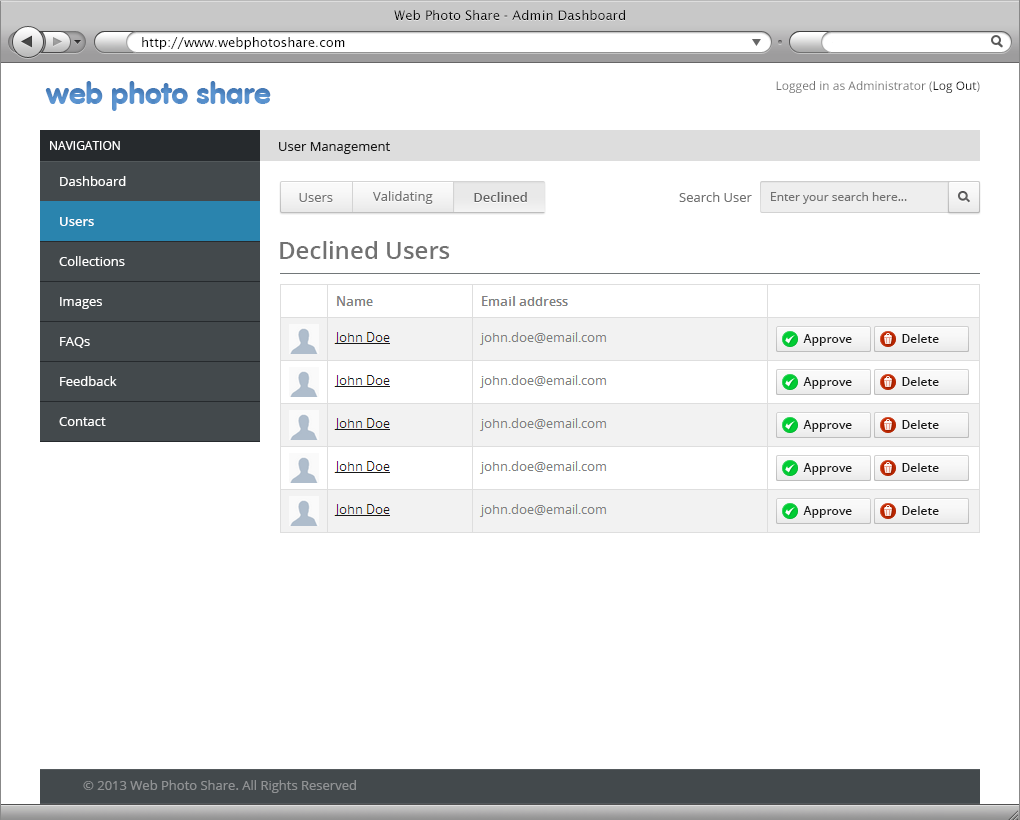 Web Photo Share - Admin Dashboard
http://www.webphotoshare.com
web photo share
Logged in as Administrator (Log Out)
NAVIGATION
Dashboard
Users
Collections
Images
FAQs
Feedback
Contact
User Management
Users Validating Declined
Search User Enter your search here...
Declined Users
Name Email address
John Doe john.doe@email.com Approve Delete
John Doe john.doe@email.com Approve Delete
John Doe john.doe@email.com Approve Delete
John Doe john.doe@email.com Approve Delete
John Doe john.doe@email.com Approve Delete
© 2013 Web Photo Share. All Rights Reserved